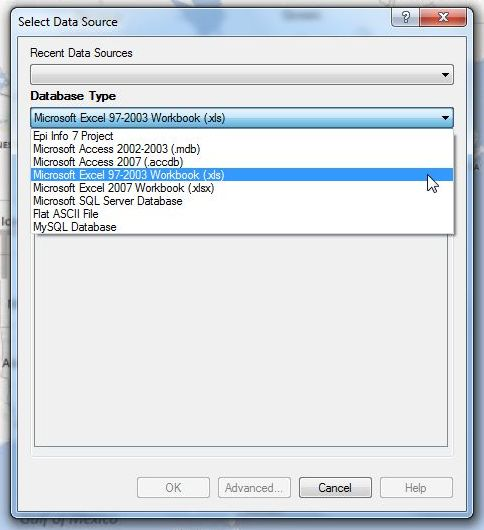 Select Data Source
?
Recent Data Sources
Database Type
Microsoft Excel 97-2003 Workbook (.xls)
Epi Info 7 Project
Microsoft Access 2002-2003 (.mdb)
Microsoft Access 2007 (.accdb)
Microsoft Excel 97-2003 Workbook (.xls)
Microsoft Excel 2007 Workbook (.xlsx)
Microsoft SQL Server Database
Flat ASCII File
MySQL Database
OK
Advanced...
Cancel
Help
Gulf of Mexico